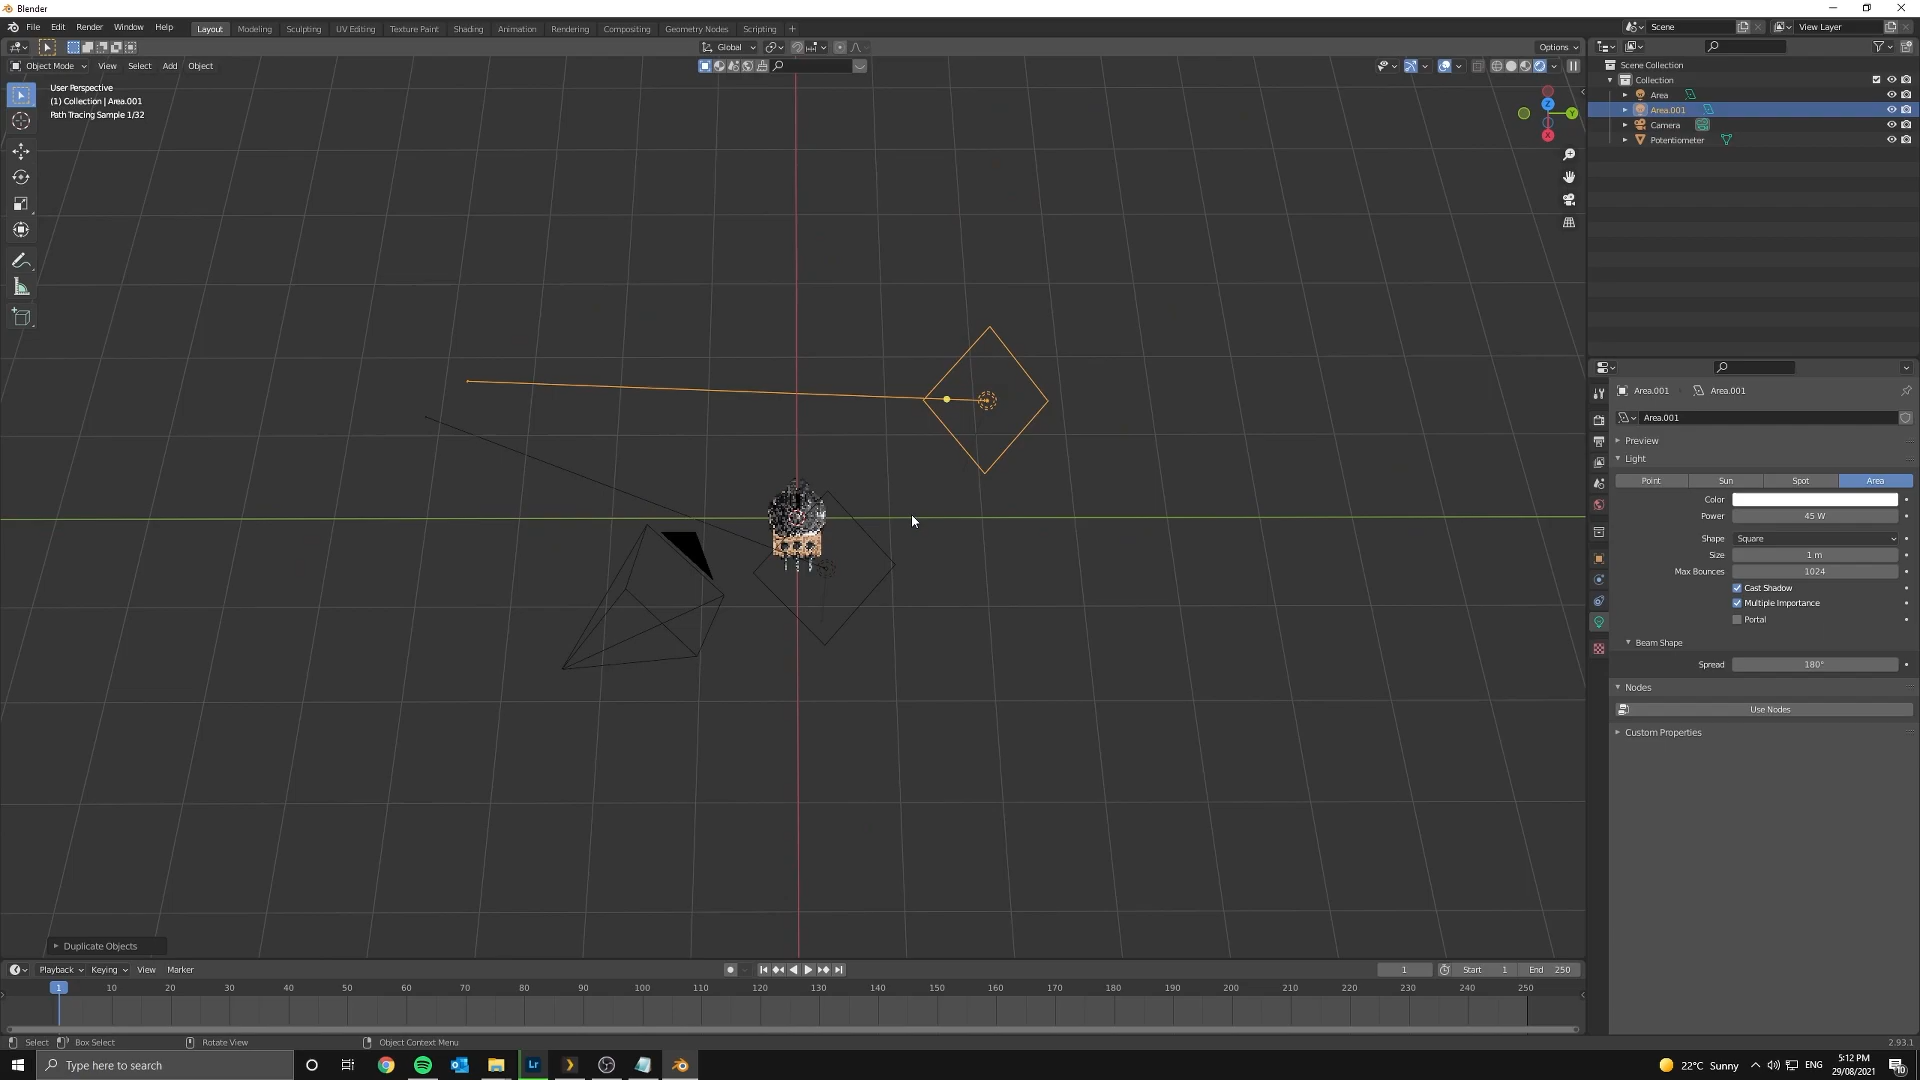 Blender
File Edit Render Window Help
Layout Modeling Sculpting UV Editing Texture Paint Shading Animation Rendering Compositing Geometry Nodes Scripting +
Scene View Layer
Global Options
Object Mode View Select Add Object
User Perspective
(1) Collection | Area.001
Path Tracing Sample 1/32
Z
Y
X
Scene Collection
Collection
Area
Area.001
Camera
Potentiometer
Area.001 Area.001
Area.001
Preview
Light
Point Sun Spot Area
Color
Power 45 W
Shape Square
Size 1 m
Max Bounces 1024
Cast Shadow
Multiple Importance
Portal
Beam Shape
Spread 180°
Nodes
Use Nodes
Custom Properties
Duplicate Objects
Playback Keying View Marker
1 Start 1 End 250
1 10 20 30 40 50 60 70 80 90 100 110 120 130 140 150 160 170 180 190 200 210 220 230 240 250
Select Box Select Rotate View Object Context Menu
2.93.1
Type here to search
Lr
22°C Sunny
ENG
5:12 PM
29/08/2021
10